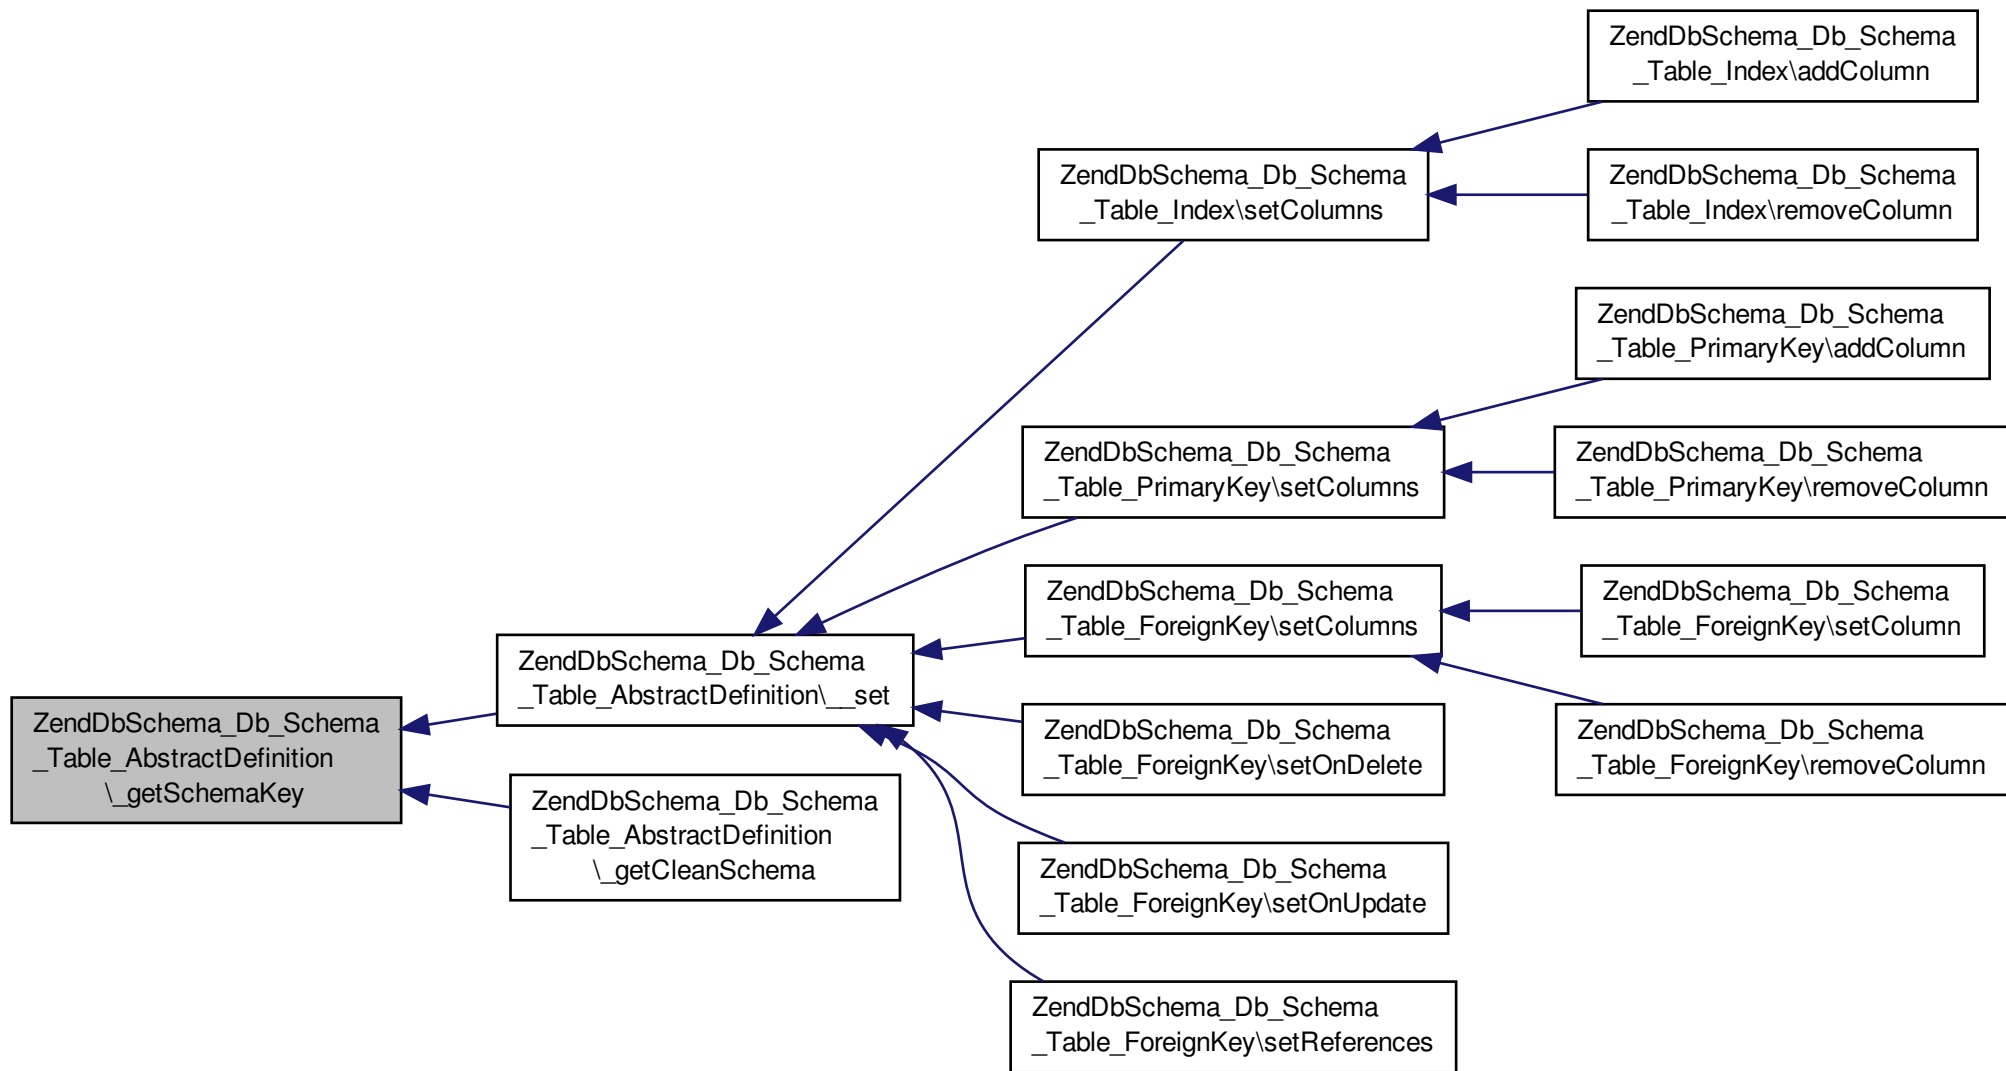 ZendDbSchema_Db_Schema
_Table_Index\addColumn
ZendDbSchema_Db_Schema
_Table_Index\setColumns
ZendDbSchema_Db_Schema
_Table_Index\removeColumn
ZendDbSchema_Db_Schema
_Table_PrimaryKey\addColumn
ZendDbSchema_Db_Schema
_Table_PrimaryKey\setColumns
ZendDbSchema_Db_Schema
_Table_PrimaryKey\removeColumn
ZendDbSchema_Db_Schema
_Table_ForeignKey\setColumns
ZendDbSchema_Db_Schema
_Table_ForeignKey\setColumn
ZendDbSchema_Db_Schema
_Table_AbstractDefinition\__set
ZendDbSchema_Db_Schema
_Table_AbstractDefinition
\_getSchemaKey
ZendDbSchema_Db_Schema
_Table_ForeignKey\setOnDelete
ZendDbSchema_Db_Schema
_Table_ForeignKey\removeColumn
ZendDbSchema_Db_Schema
_Table_AbstractDefinition
\_getCleanSchema
ZendDbSchema_Db_Schema
_Table_ForeignKey\setOnUpdate
ZendDbSchema_Db_Schema
_Table_ForeignKey\setReferences